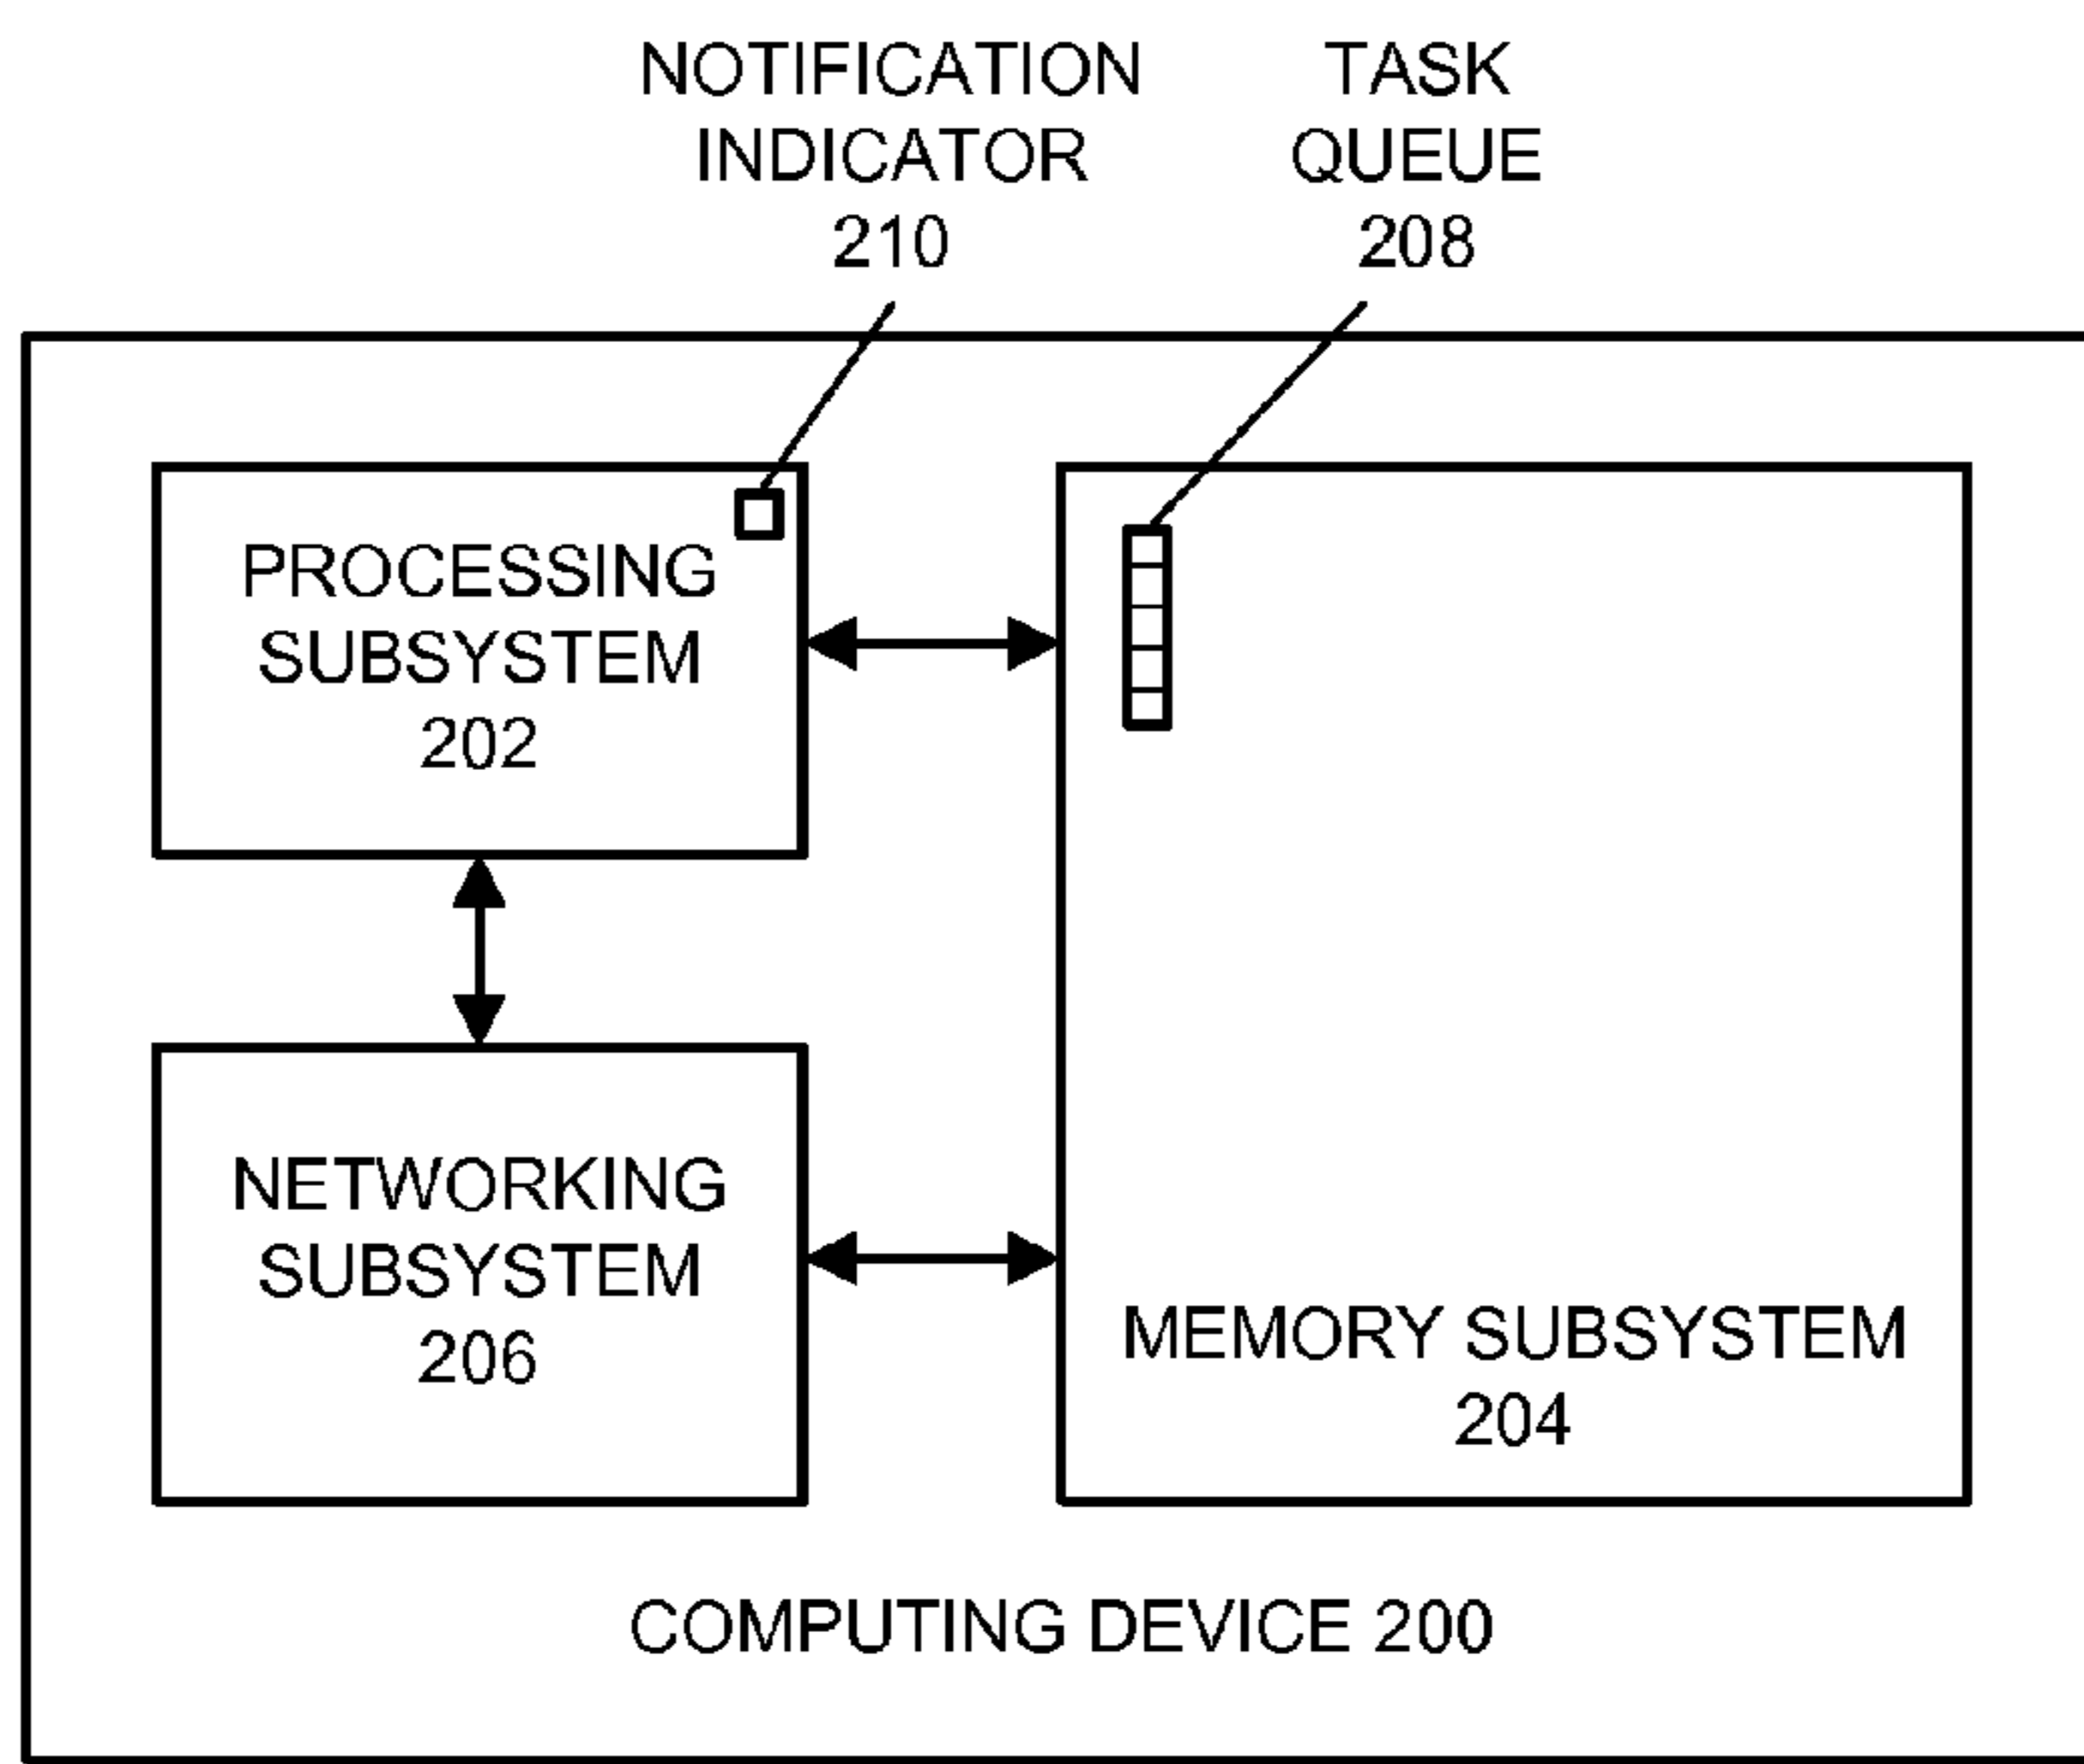 NOTIFICATION
INDICATOR
210
TASK
QUEUE
208
PROCESSING
SUBSYSTEM
202
NETWORKING
SUBSYSTEM
206
MEMORY SUBSYSTEM
204
COMPUTING DEVICE 200